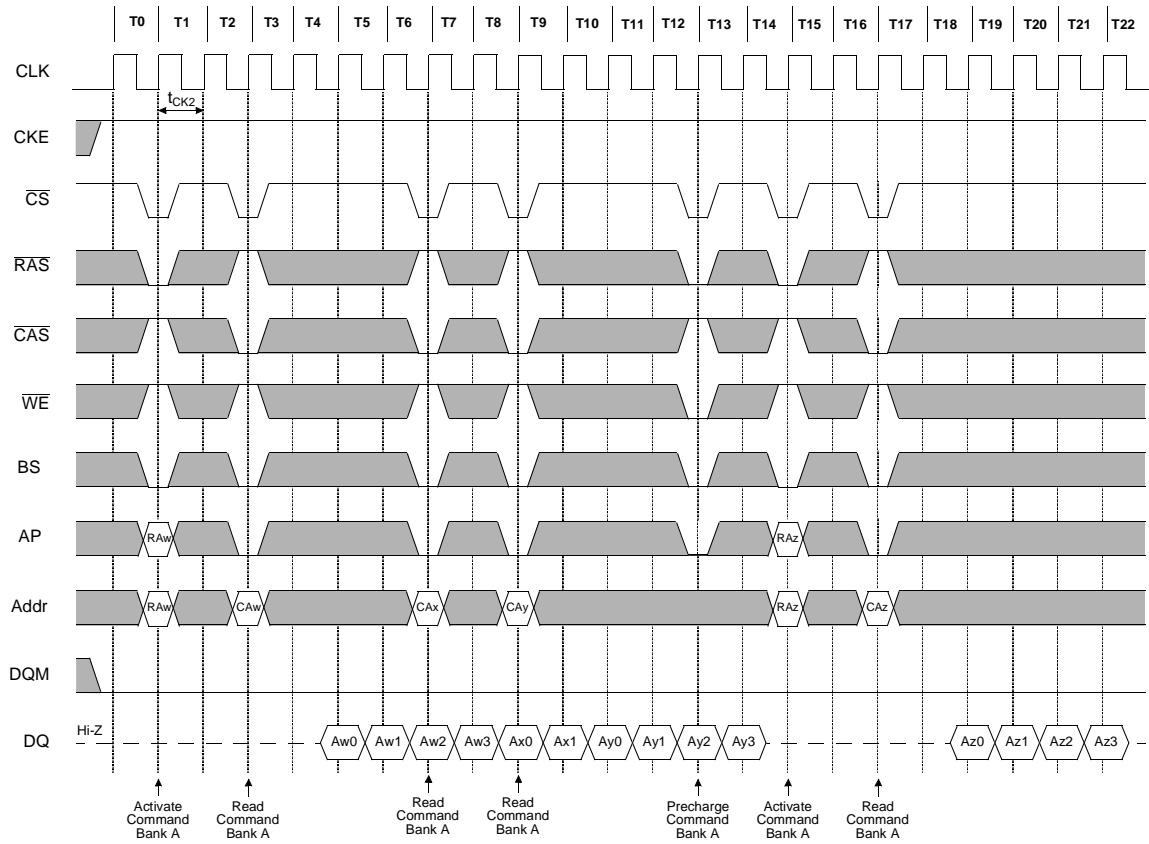 T0 T1 T2 T3 T4 T5 T6 T7 T8 T9 T10 T11 T12 T13 T14 T15 T16 T17 T18 T19 T20 T21 T22
CLK
tCK2
CKE
CS
RAS
CAS
WE
BS
AP RAw RAz
Addr RAw CAw CAx CAy RAz CAz
DQM
Hi-Z
DQ Aw0 Aw1 Aw2 Aw3 Ax0 Ax1 Ay0 Ay1 Ay2 Ay3 Az0 Az1 Az2 Az3
Activate
Command
Bank A
Read
Command
Bank A
Read
Command
Bank A
Read
Command
Bank A
Precharge
Command
Bank A
Activate
Command
Bank A
Read
Command
Bank A